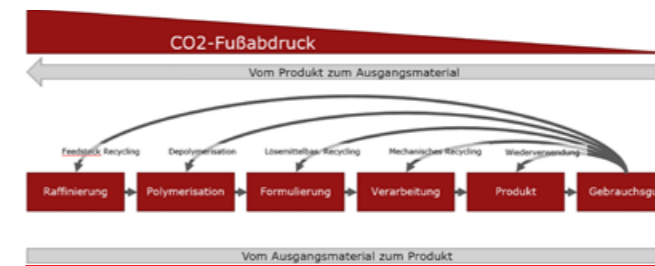 CO2-Fußabdruck
Vom Produkt zum Ausgangsmaterial
Feedstock Recycling
Depolymerisation
Lösemittelbas. Recycling
Mechanisches Recycling
Wiederverwendung
Raffinierung
Polymerisation
Formulierung
Verarbeitung
Produkt
Gebrauchsgu
Vom Ausgangsmaterial zum Produkt